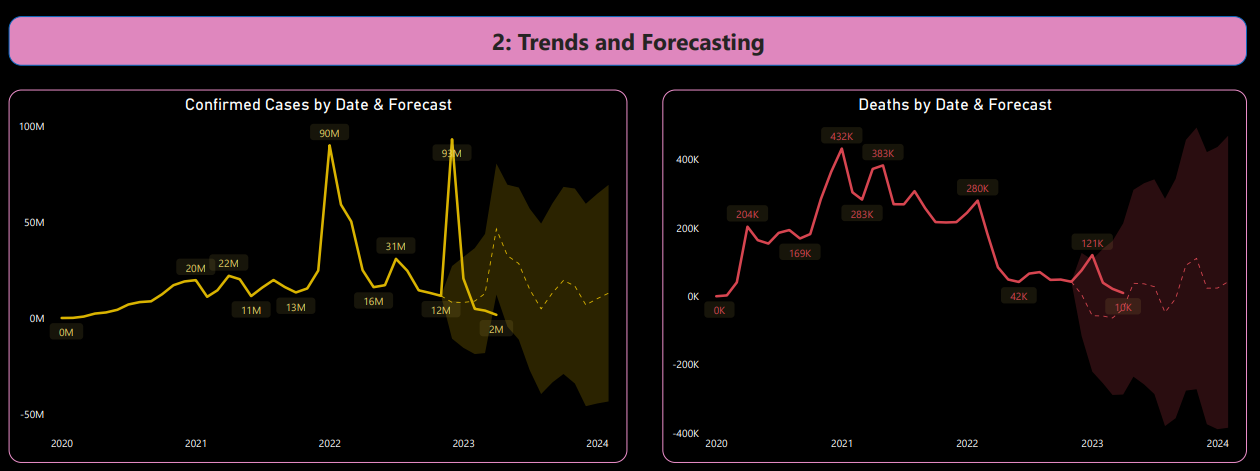 2: Trends and Forecasting
Confirmed Cases by Date & Forecast
100M
50M
0M
-50M
90M
93M
31M
20M
22M
11M
13M
16M
12M
2M
0M
2020
2021
2022
2023
2024
Deaths by Date & Forecast
400K
200K
0K
-200K
-400K
432K
383K
283K
280K
204K
169K
121K
42K
10K
0K
2020
2021
2022
2023
2024